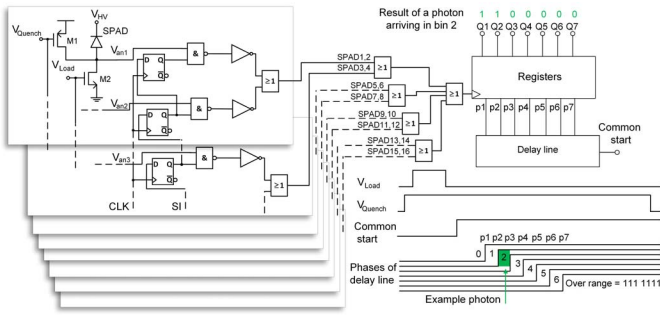 Result of a photon
arriving in bin 2
1 1 0 0 0 0 0
Q1 Q2 Q3 Q4 Q5 Q6 Q7
V_HV
V_Quench
M1
SPAD
V_an1
V_Load
M2
D Q
Q
&
≥1
SPAD1,2
SPAD3,4
≥1
Registers
p1 p2 p3 p4 p5 p6 p7
V_an2
&
D Q
Q
SPAD5,6
SPAD7,8
≥1
≥1
SPAD9,10
SPAD11,12
≥1
SPAD13,14
SPAD15,16
≥1
Delay line
Common
start
V_an3
&
D Q
Q
≥1
CLK
SI
V_Load
V_Quench
Common
start
p1 p2 p3 p4 p5 p6 p7
Phases of
delay line
0 1 2 3 4 5 6
Over range = 111 1111
Example photon